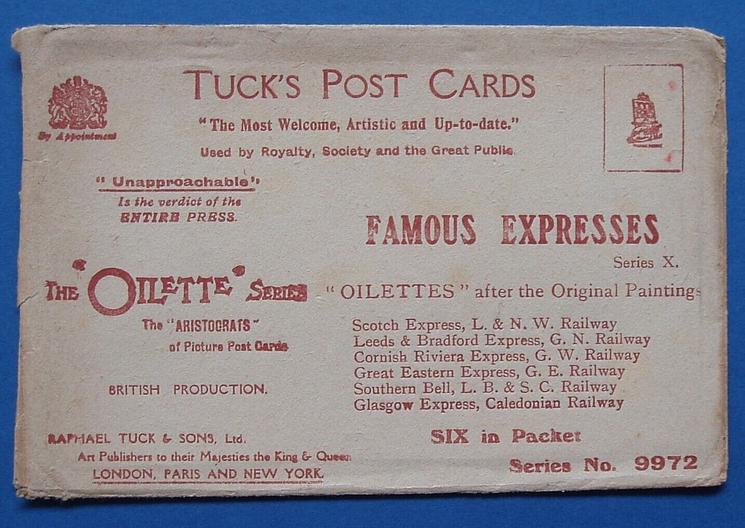 TUCK'S POST CARDS
"The Most Welcome, Artistic and Up-to-date."
Used by Royalty, Society and the Great Public
By Appointment
"Unapproachable"
Is the verdict of the
ENTIRE PRESS.
FAMOUS EXPRESSES
Series X.
THE "OILETTE" SERIES
The "ARISTOCRATS"
of Picture Post Cards
BRITISH PRODUCTION.
"OILETTES" after the Original Paintings
Scotch Express, L. & N. W. Railway
Leeds & Bradford Express, G. N. Railway
Cornish Riviera Express, G. W. Railway
Great Eastern Express, G. E. Railway
Southern Bell, L. B. & S. C. Railway
Glasgow Express, Caledonian Railway
SIX in Packet
Series No. 9972
RAPHAEL TUCK & SONS, Ltd.
Art Publishers to their Majesties the King & Queen
LONDON, PARIS AND NEW YORK.